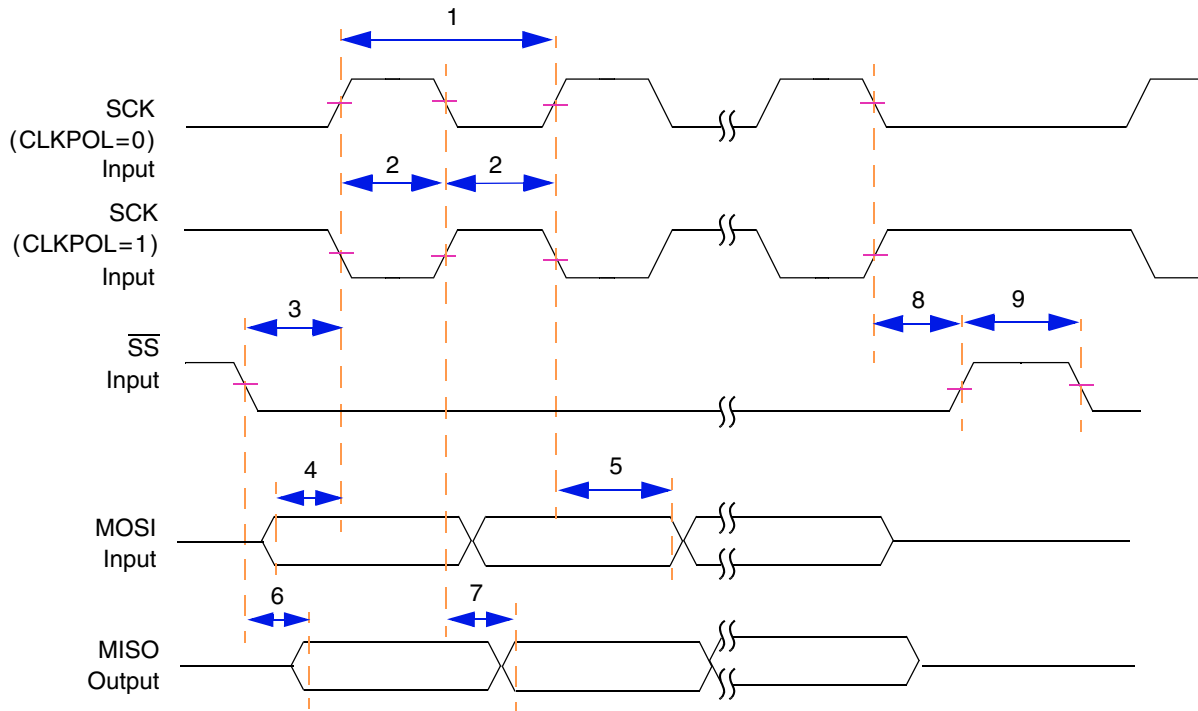 1
SCK
(CLKPOL=0)
Input
2 2
SCK
(CLKPOL=1)
Input
3 8 9
SS
Input
4 5
MOSI
Input
6 7
MISO
Output